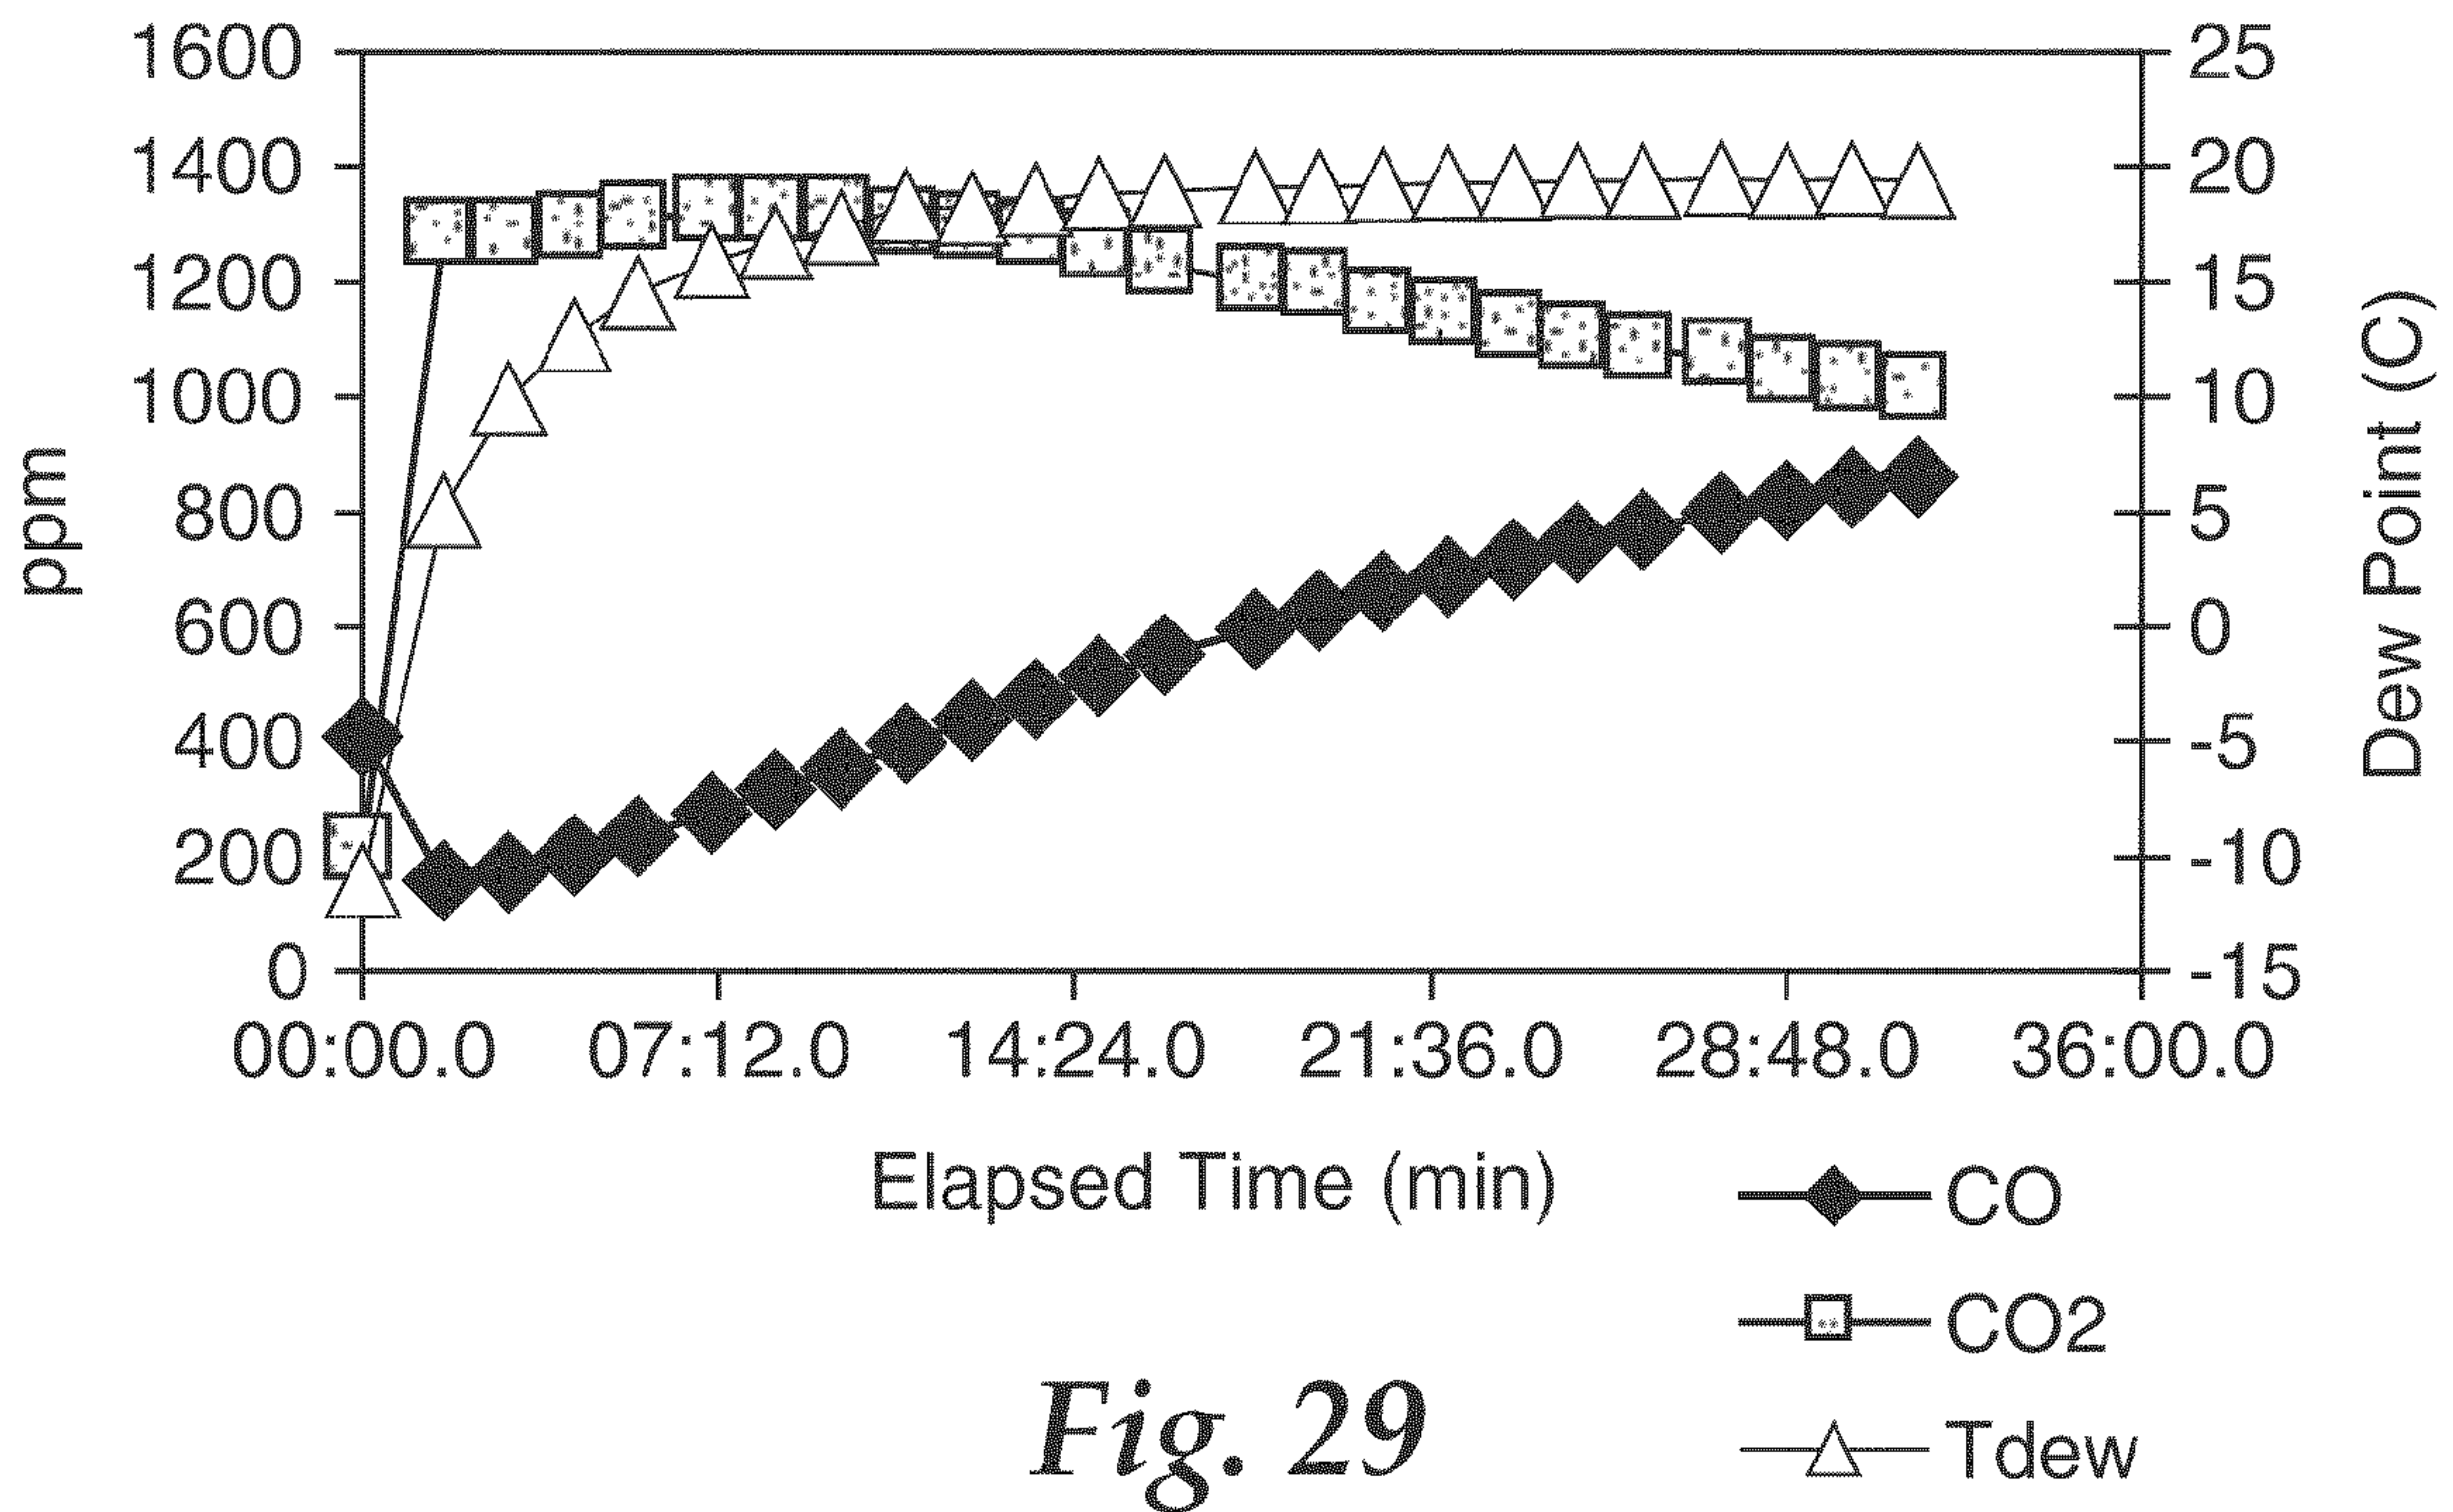 1600
1400
1200
1000
800
600
400
200
0
ppm
25
20
15
10
5
0
-5
-10
-15
Dew Point (C)
00:00.0 07:12.0 14:24.0 21:36.0 28:48.0 36:00.0
Elapsed Time (min)
CO
CO2
Tdew
Fig. 29